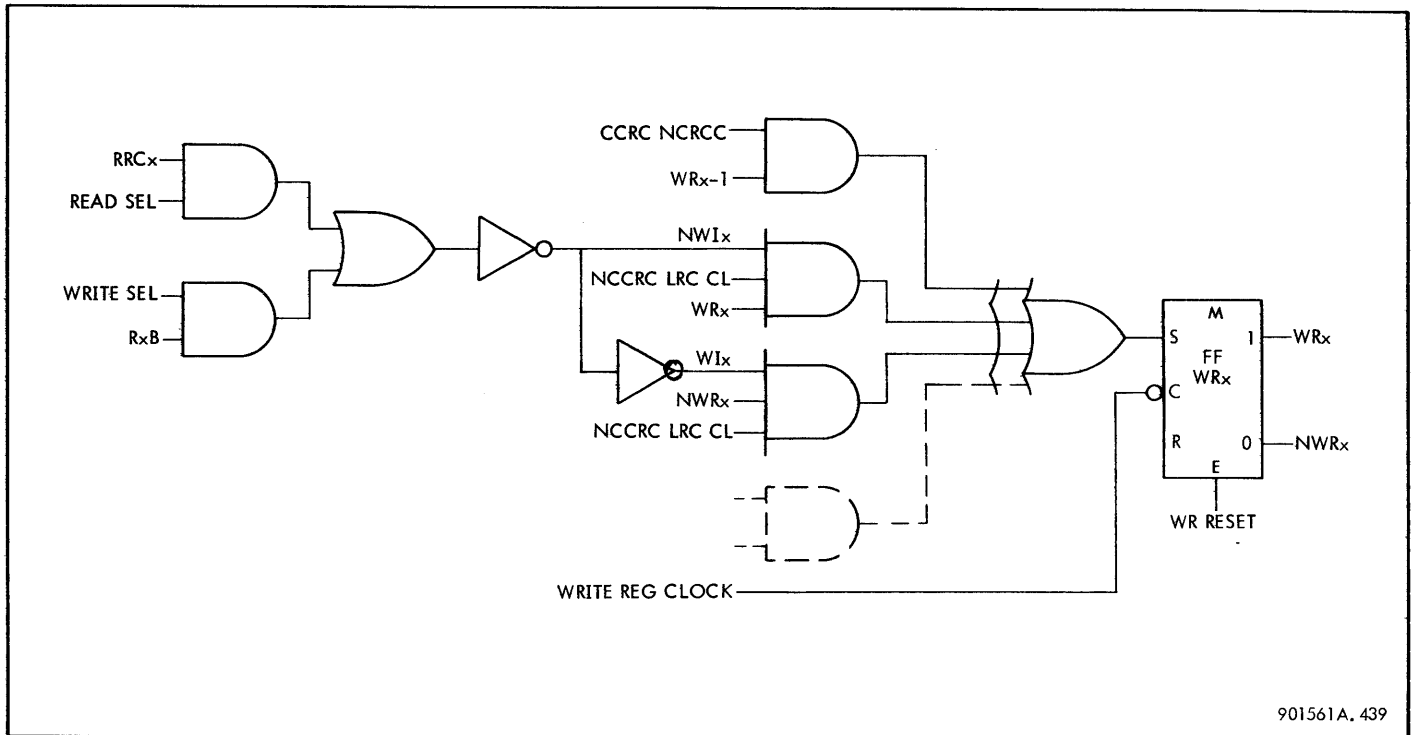 RRCx
READ SEL
WRITE SEL
RxB
CCRC NCRCC
WRx-1
NWIx
NCCRC LRC CL
WRx
WIx
NWRx
NCCRC LRC CL
WRITE REG CLOCK
M
S
1
FF
WRx
C
R
0
E
WRx
NWRx
WR RESET
901561A. 439